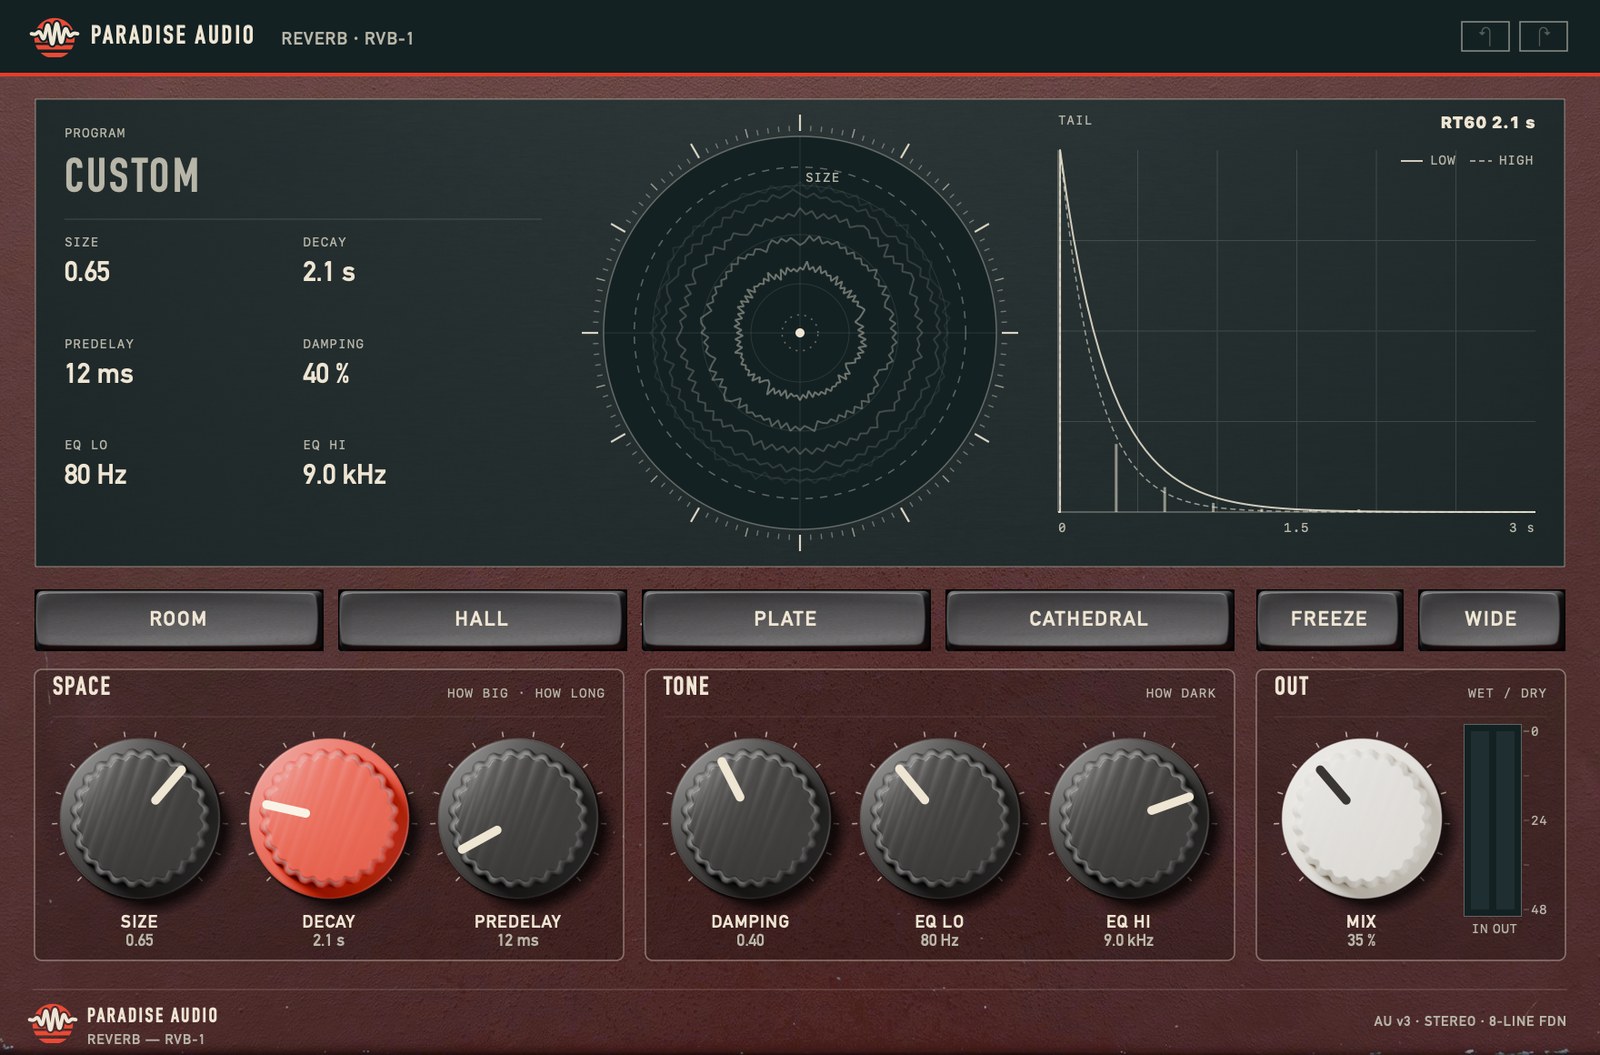 PARADISE AUDIO
REVERB · RVB-1
PROGRAM
CUSTOM
SIZE
0.65
DECAY
2.1 s
PREDELAY
12 ms
DAMPING
40 %
EQ LO
80 Hz
EQ HI
9.0 kHz
SIZE
TAIL
RT60 2.1 s
LOW
HIGH
0
1.5
3 s
ROOM
HALL
PLATE
CATHEDRAL
FREEZE
WIDE
SPACE
HOW BIG · HOW LONG
SIZE
0.65
DECAY
2.1 s
PREDELAY
12 ms
TONE
HOW DARK
DAMPING
0.40
EQ LO
80 Hz
EQ HI
9.0 kHz
OUT
WET / DRY
MIX
35 %
0
24
48
IN OUT
PARADISE AUDIO
REVERB — RVB-1
AU v3 · STEREO · 8-LINE FDN